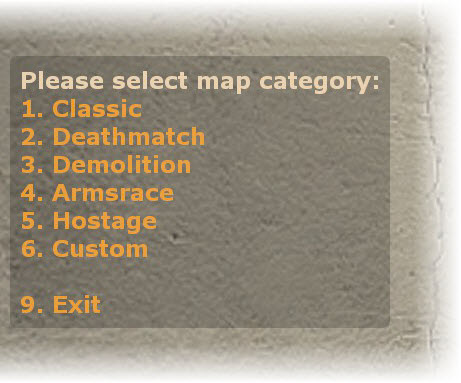 Please select map category:
1. Classic
2. Deathmatch
3. Demolition
4. Armsrace
5. Hostage
6. Custom
9. Exit